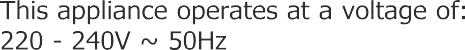 This appliance operates at a voltage of:
220 - 240V ~ 50Hz